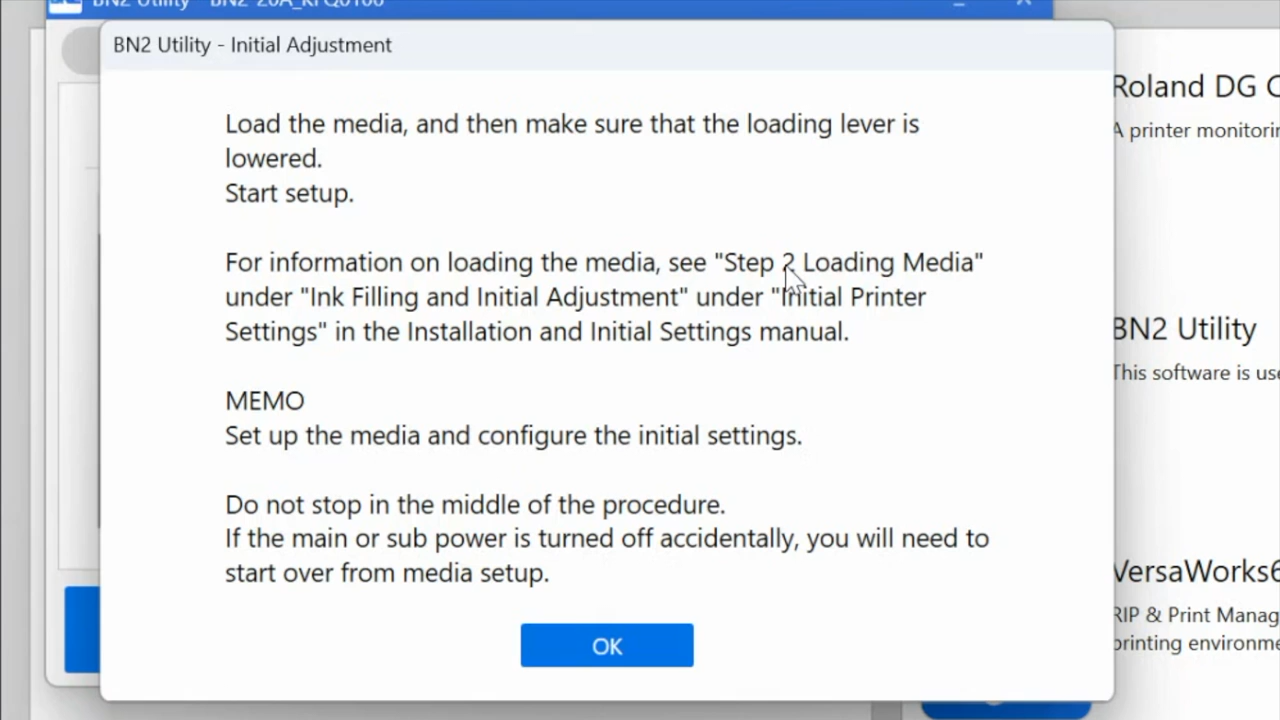 BN2 Utility - BN2-20A_KFQ0166
BN2 Utility - Initial Adjustment
Load the media, and then make sure that the loading lever is
lowered.
Start setup.
For information on loading the media, see "Step 2 Loading Media"
under "Ink Filling and Initial Adjustment" under "Initial Printer
Settings" in the Installation and Initial Settings manual.
MEMO
Set up the media and configure the initial settings.
Do not stop in the middle of the procedure.
If the main or sub power is turned off accidentally, you will need to
start over from media setup.
OK
Roland DG C
A printer monitorin
BN2 Utility
This software is use
VersaWorks6
RIP & Print Manag
printing environme